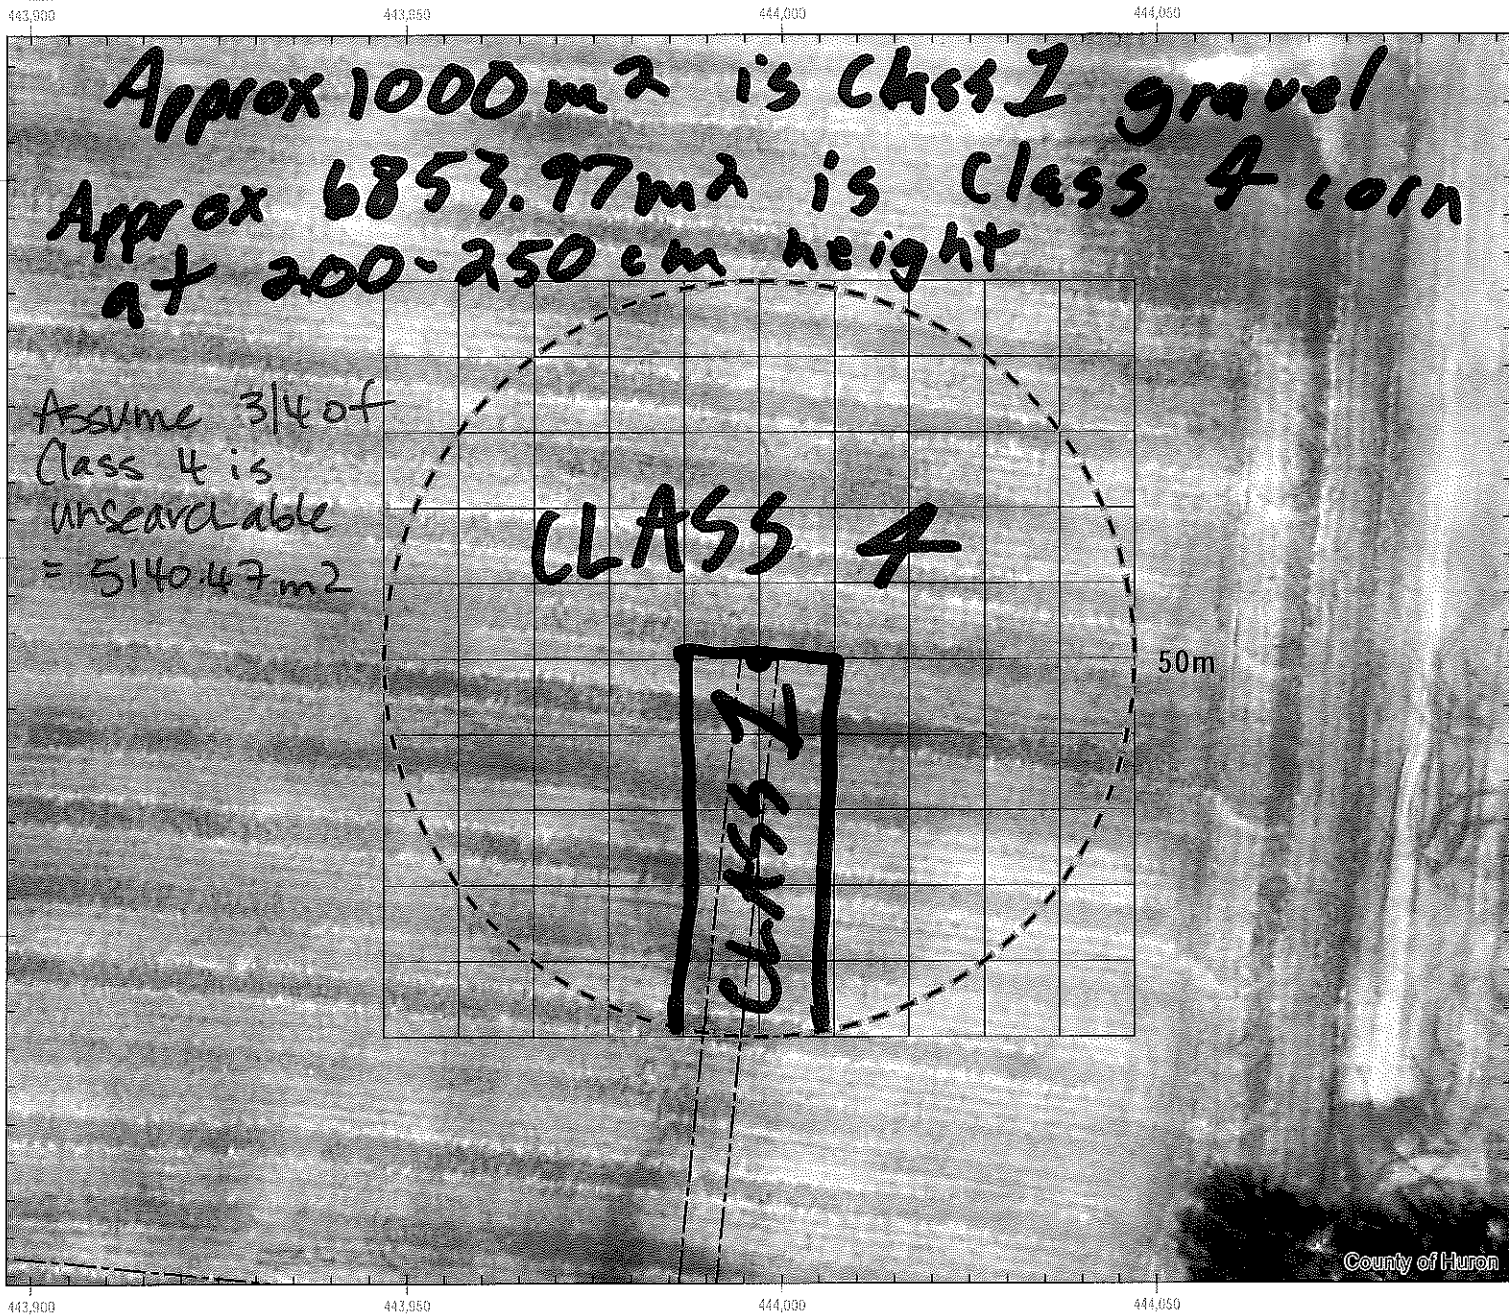 443,900 443,950 444,000 444,050
Approx 1000 m2 is Class 1 gravel
Approx 6853.97m2 is Class 4 corn
at 200-250 cm height
Assume 3/4 of
Class 4 is
unsearchable
= 5140.47 m2
CLASS 4
50m
CLASS 1
County of Huron
443,900 443,950 444,000 444,050